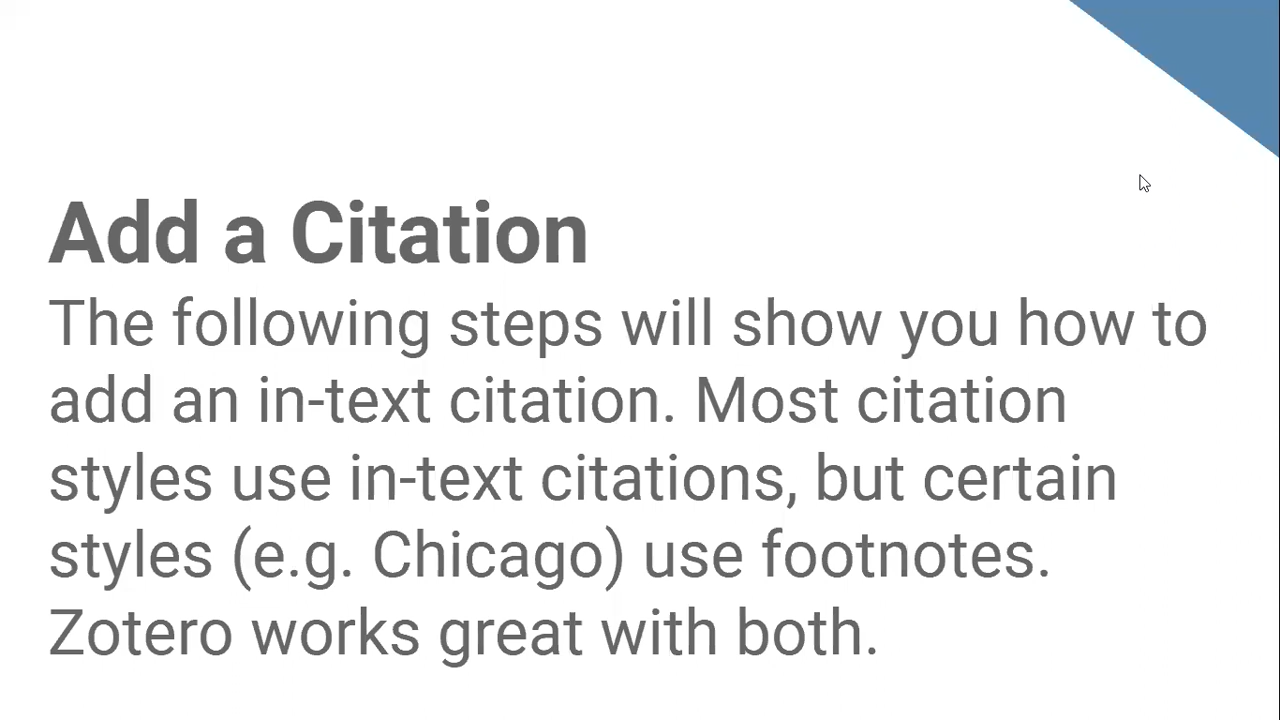 Add a Citation
The following steps will show you how to
add an in-text citation. Most citation
styles use in-text citations, but certain
styles (e.g. Chicago) use footnotes.
Zotero works great with both.